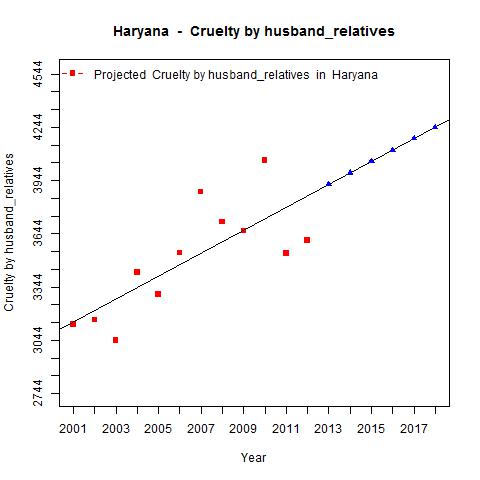 Haryana - Cruelty by husband_relatives
Projected Cruelty by husband_relatives in Haryana
Cruelty by husband_relatives
4544
4244
3944
3644
3344
3044
2744
2001 2003 2005 2007 2009 2011 2013 2015 2017
Year